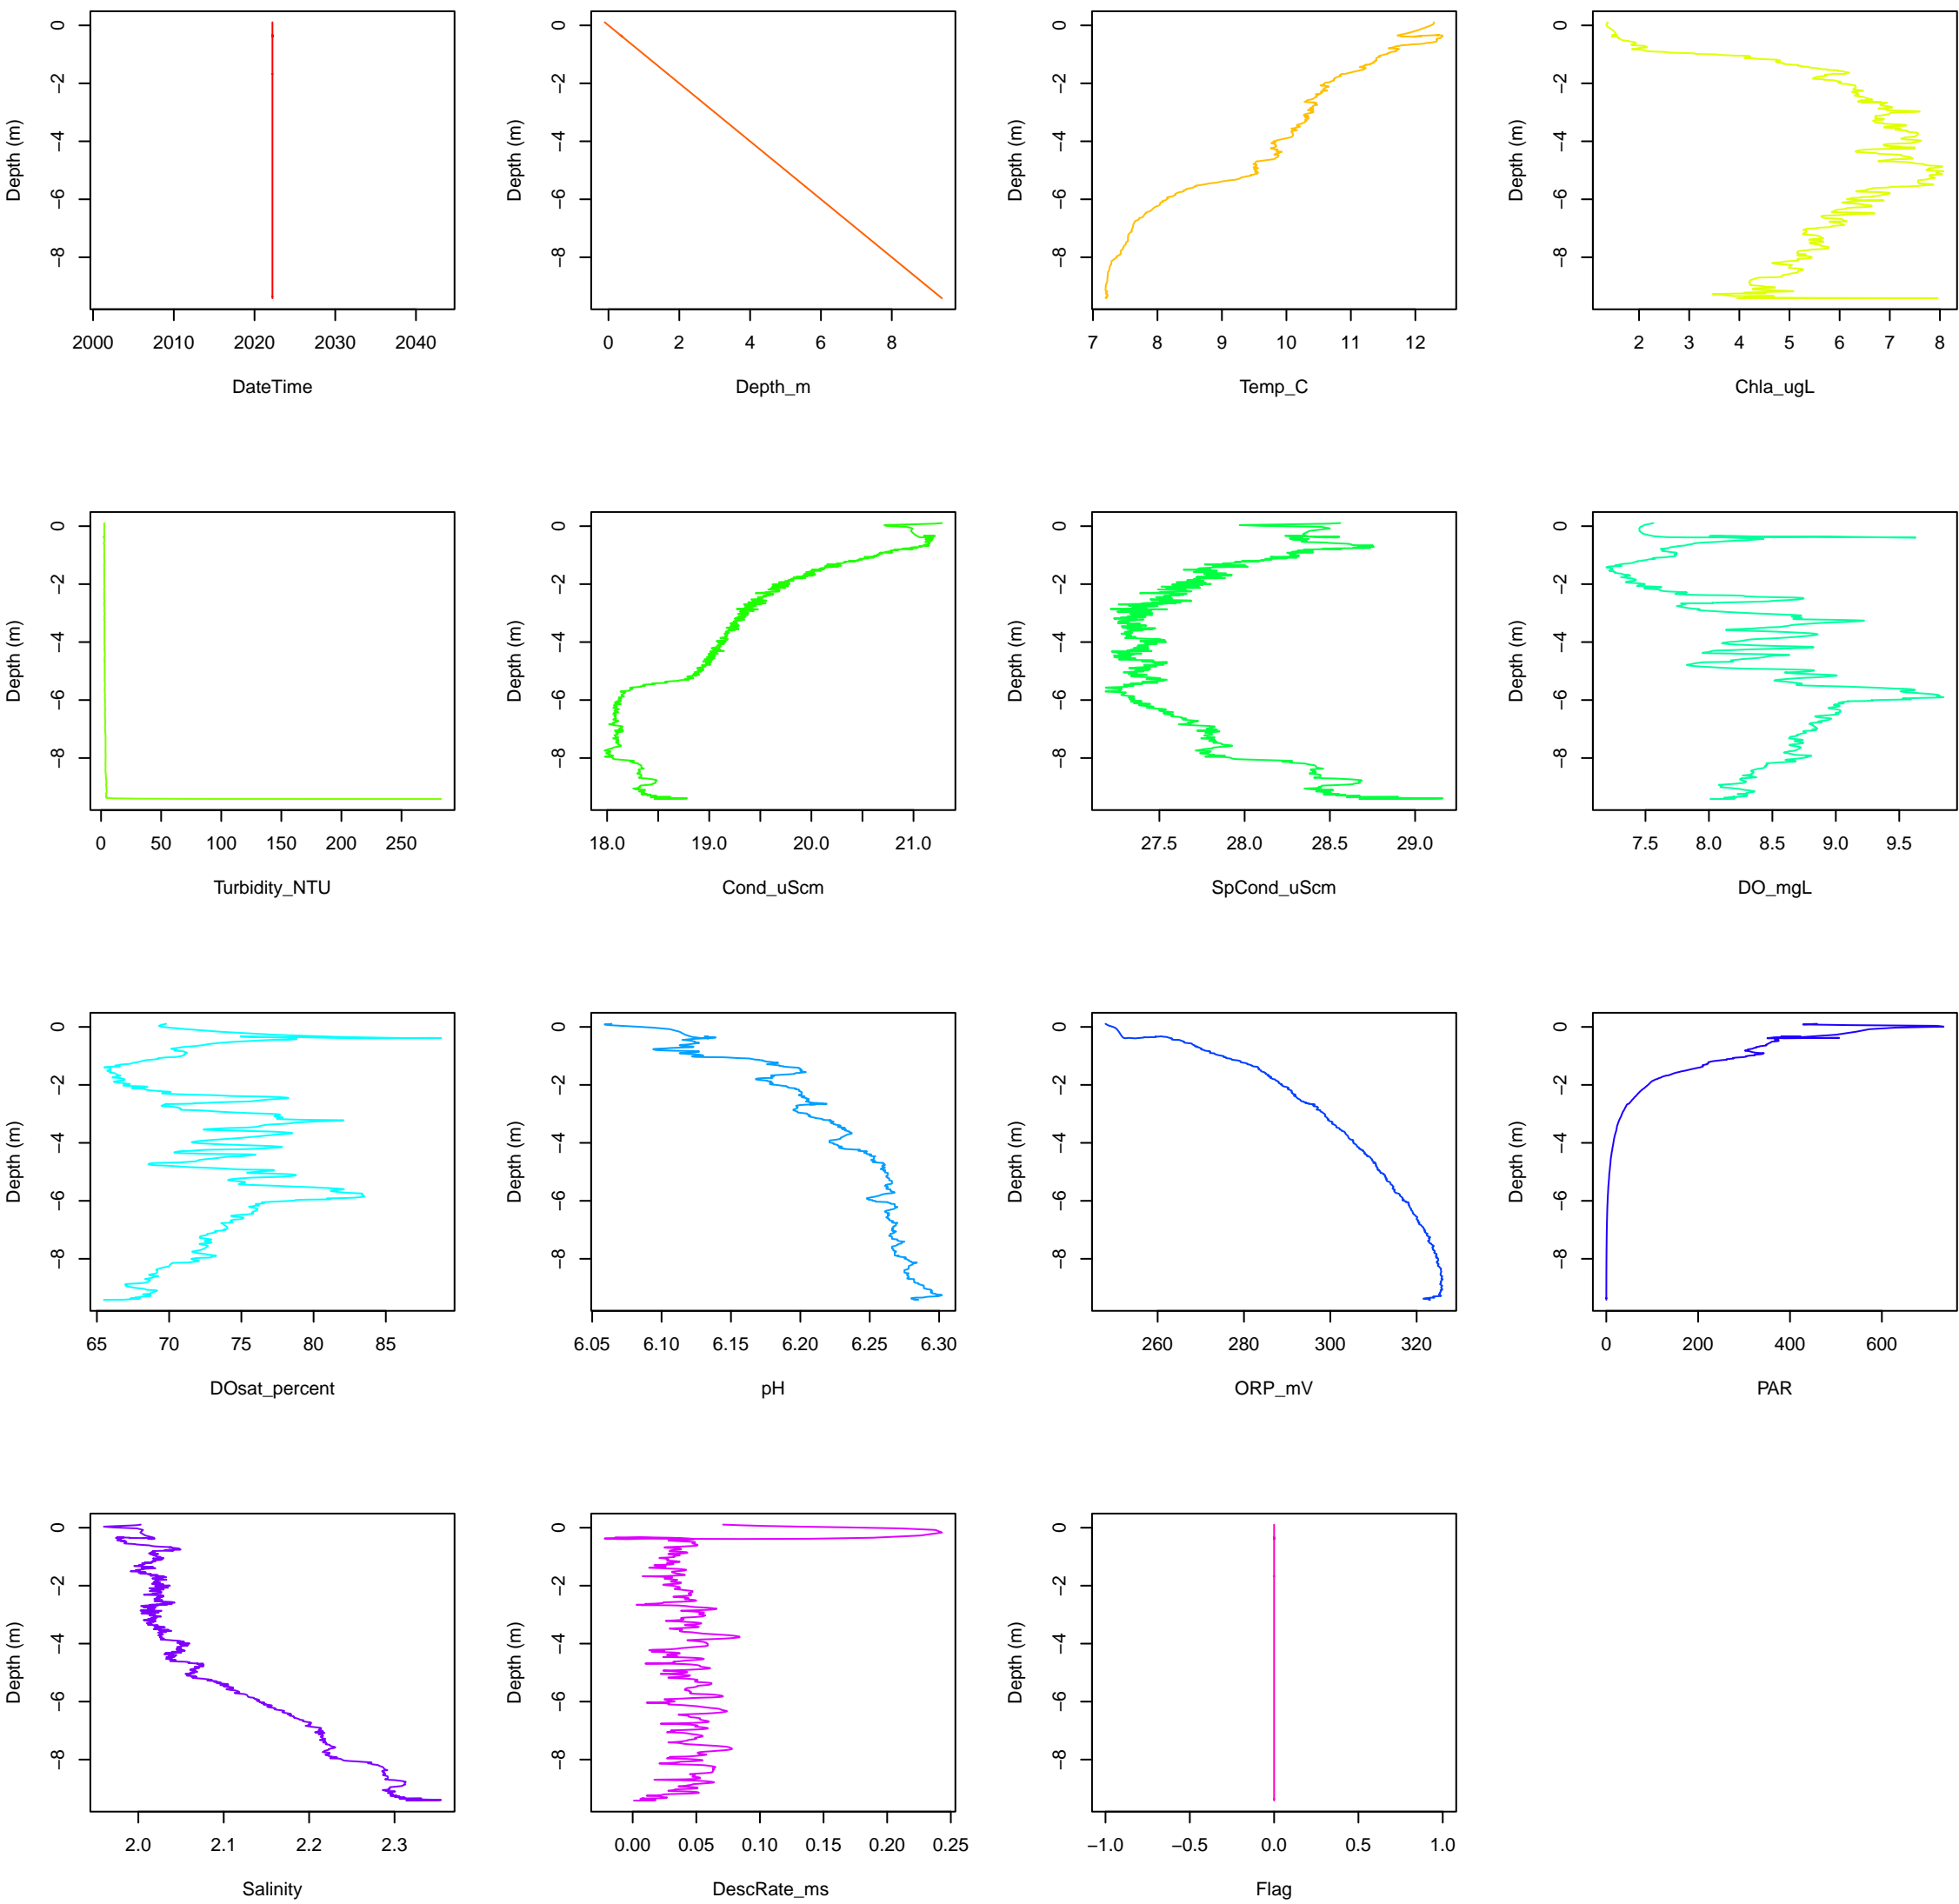 Depth (m)
0
−2
−4
−6
−8
2000 2010 2020 2030 2040
DateTime
Depth (m)
0
−2
−4
−6
−8
0 2 4 6 8
Depth_m
Depth (m)
0
−2
−4
−6
−8
7 8 9 10 11 12
Temp_C
Depth (m)
0
−2
−4
−6
−8
2 3 4 5 6 7 8
Chla_ugL
Depth (m)
0
−2
−4
−6
−8
0 50 100 150 200 250
Turbidity_NTU
Depth (m)
0
−2
−4
−6
−8
18.0 19.0 20.0 21.0
Cond_uScm
Depth (m)
0
−2
−4
−6
−8
27.5 28.0 28.5 29.0
SpCond_uScm
Depth (m)
0
−2
−4
−6
−8
7.5 8.0 8.5 9.0 9.5
DO_mgL
Depth (m)
0
−2
−4
−6
−8
65 70 75 80 85
DOsat_percent
Depth (m)
0
−2
−4
−6
−8
6.05 6.10 6.15 6.20 6.25 6.30
pH
Depth (m)
0
−2
−4
−6
−8
260 280 300 320
ORP_mV
Depth (m)
0
−2
−4
−6
−8
0 200 400 600
PAR
Depth (m)
0
−2
−4
−6
−8
2.0 2.1 2.2 2.3
Salinity
Depth (m)
0
−2
−4
−6
−8
0.00 0.05 0.10 0.15 0.20 0.25
DescRate_ms
Depth (m)
0
−2
−4
−6
−8
−1.0 −0.5 0.0 0.5 1.0
Flag